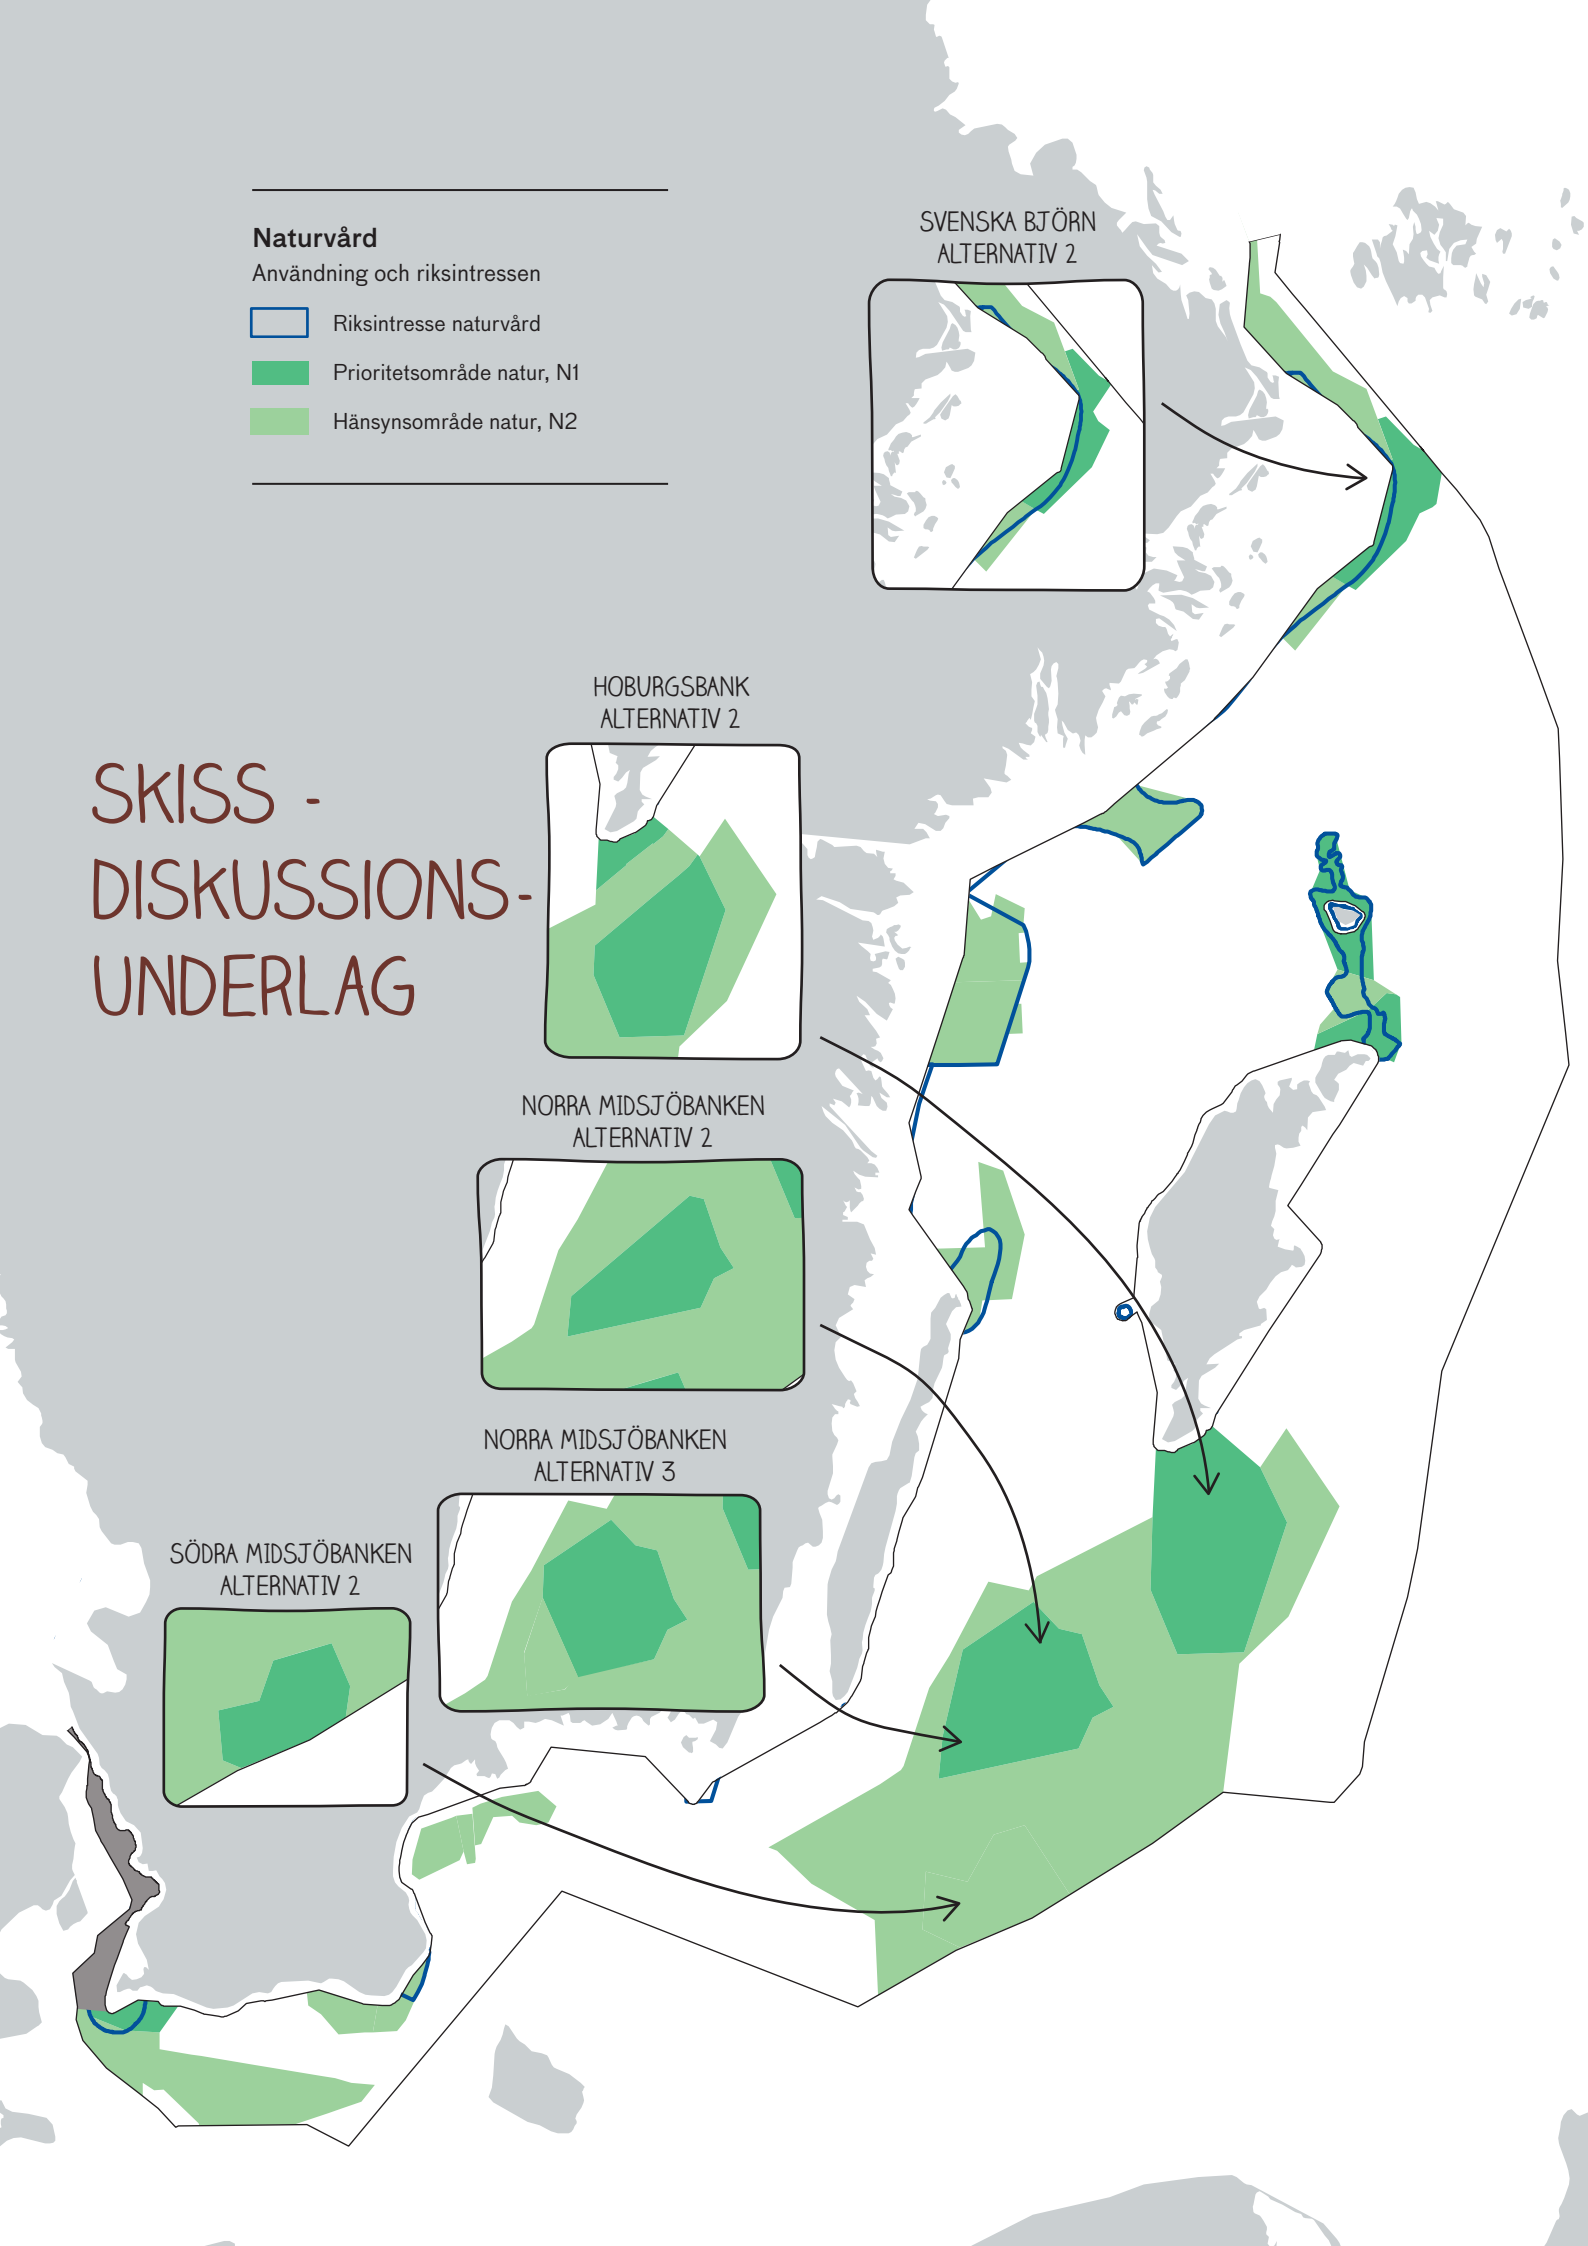 Naturvård
Användning och riksintressen
Riksintresse naturvård
Prioritetsområde natur, N1
Hänsynsområde natur, N2
SVENSKA BJÖRN
ALTERNATIV 2
SKISS -
DISKUSSIONS-
UNDERLAG
HOBURGSBANK
ALTERNATIV 2
NORRA MIDSJÖBANKEN
ALTERNATIV 2
NORRA MIDSJÖBANKEN
ALTERNATIV 3
SÖDRA MIDSJÖBANKEN
ALTERNATIV 2